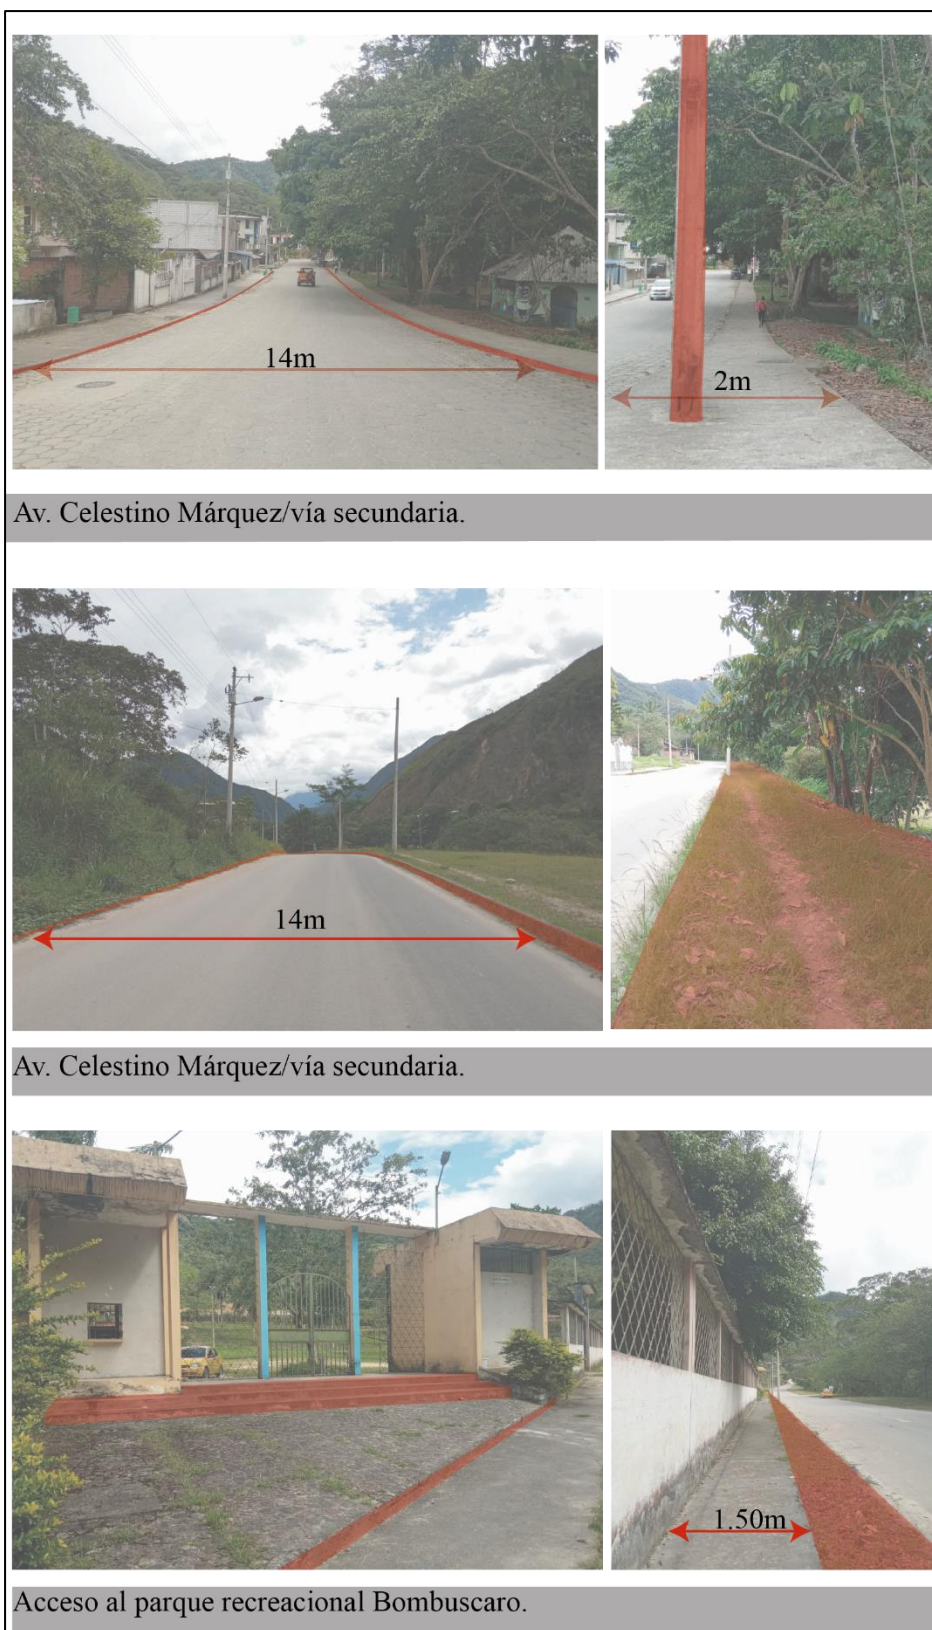 14m
2m
Av. Celestino Márquez/vía secundaria.
14m
Av. Celestino Márquez/vía secundaria.
1.50m
Acceso al parque recreacional Bombuscaro.